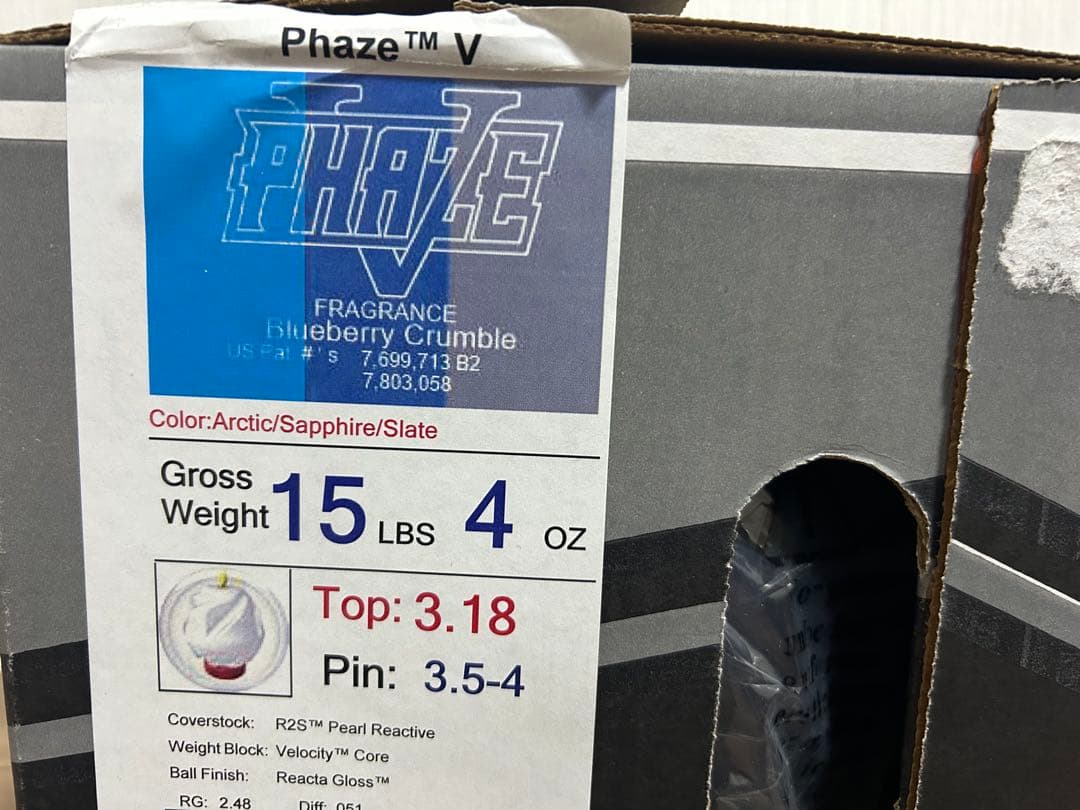 Phaze™ V
PHAZE
V
FRAGRANCE
Blueberry Crumble
US Pat #'s 7,699,713 B2
7,803,058
Color:Arctic/Sapphire/Slate
Gross Weight 15 LBS 4 OZ
Top: 3.18
Pin: 3.5-4
Coverstock: R2S™ Pearl Reactive
Weight Block: Velocity™ Core
Ball Finish: Reacta Gloss™
RG: 2.48 Diff: .051